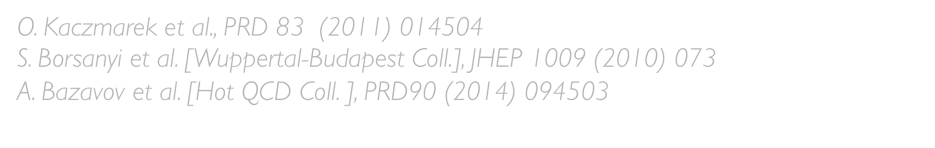 O. Kaczmarek et al., PRD 83 (2011) 014504
S. Borsanyi et al. [Wuppertal-Budapest Coll.], JHEP 1009 (2010) 073
A. Bazavov et al. [Hot QCD Coll. ], PRD90 (2014) 094503